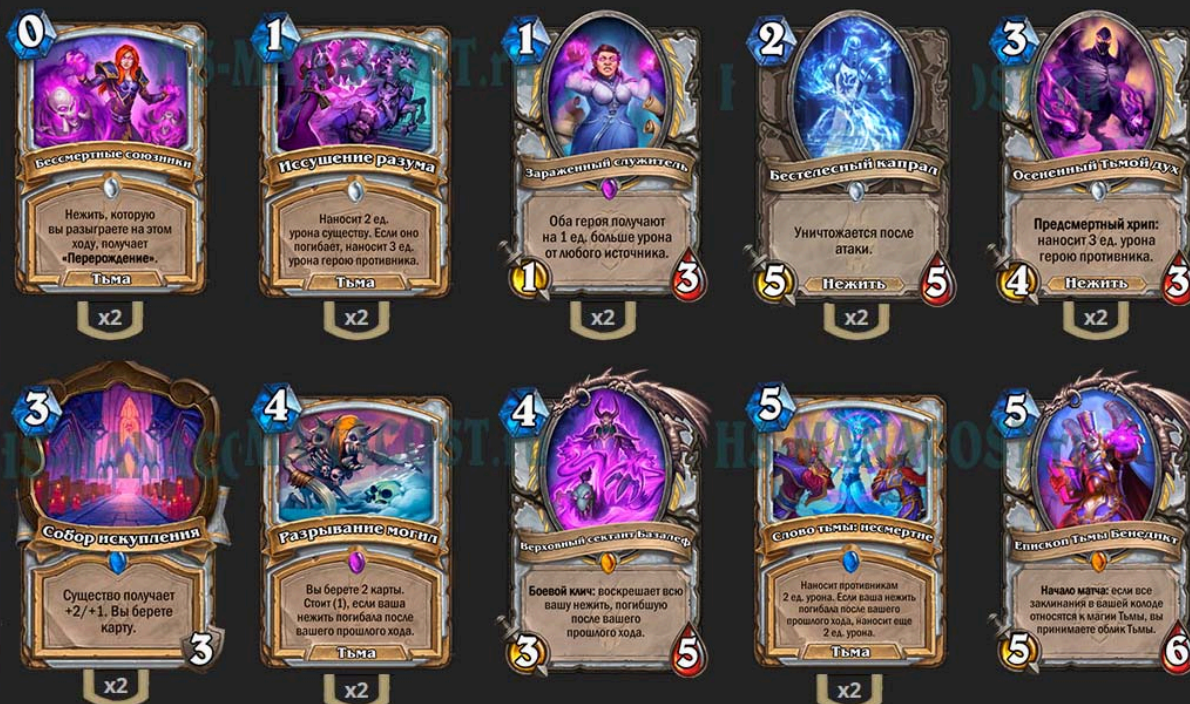 0
Бессмертные союзники
Нежить, которую
вы разыграете на этом
ходу, получает
«Перерождение».
Тьма
x2
1
Иссушение разума
Наносит 2 ед.
урона существу. Если оно
погибает, наносит 3 ед.
урона герою противника.
Тьма
x2
1
Зараженный служитель
Оба героя получают
на 1 ед. больше урона
от любого источника.
1
3
x2
2
Бестелесный капрал
Уничтожается после
атаки.
5
Нежить
5
x2
3
Осененный Тьмой дух
Предсмертный хрип:
наносит 3 ед. урона
герою противника.
4
Нежить
3
x2
3
Собор искупления
Существо получает
+2/+1. Вы берете
карту.
3
x2
4
Разрывание могил
Вы берете 2 карты.
Стоит (1), если ваша
нежить погибала после
вашего прошлого хода.
Тьма
x2
4
Верховный сектант Базалеф
Боевой клич: воскрешает всю
вашу нежить, погибшую
после вашего
прошлого хода.
3
5
5
Слово тьмы: несмертие
Наносит противникам
2 ед. урона. Если ваша нежить
погибала после вашего
прошлого хода, наносит еще
2 ед. урона.
Тьма
x2
5
Епископ Тьмы Бенедикт
Начало матча: если все
заклинания в вашей колоде
относятся к магии Тьмы, вы
принимаете облик Тьмы.
5
6